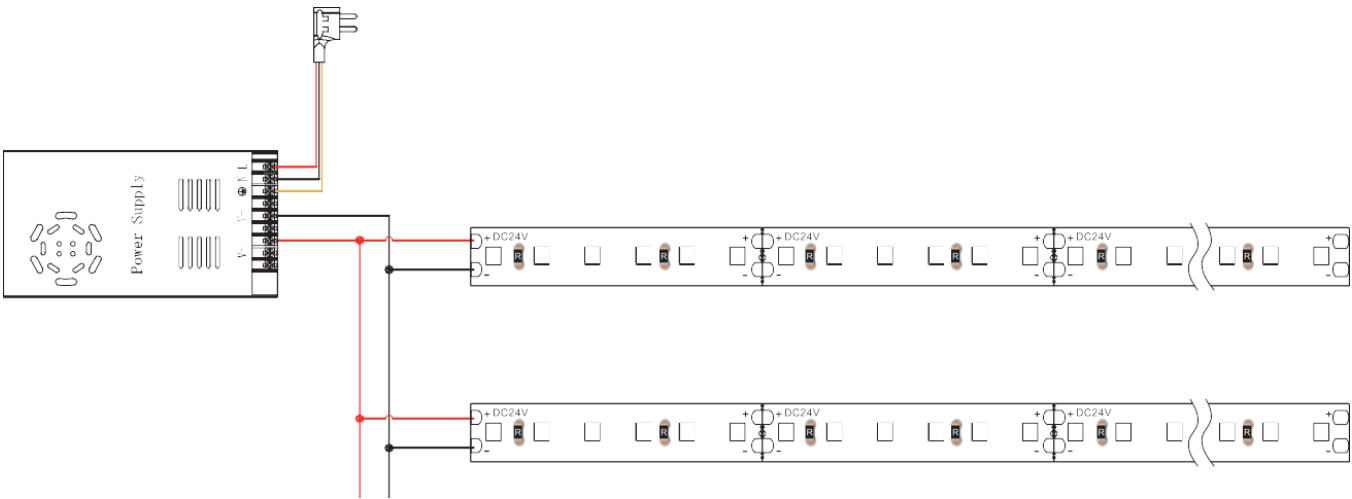 Power Supply
V- V- N L
+ DC24V + + DC24V + + DC24V +
R R R R R R
- - - - - -
+ DC24V + + DC24V + + DC24V +
R R R R R R
- - - - - -